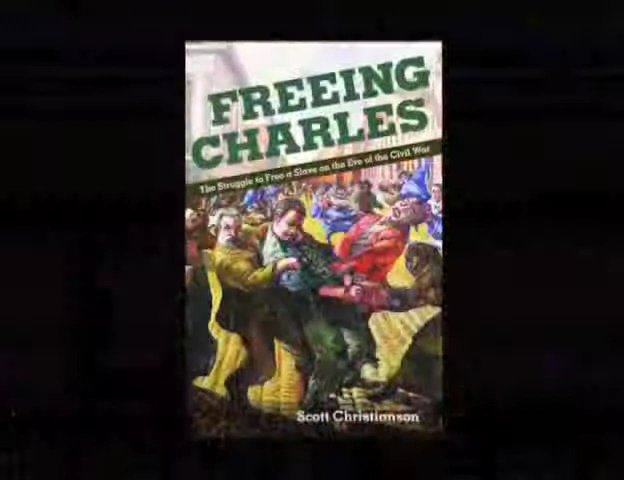 FREEING
CHARLES
The Struggle to Free a Slave on the Eve of the Civil War
Scott Christianson